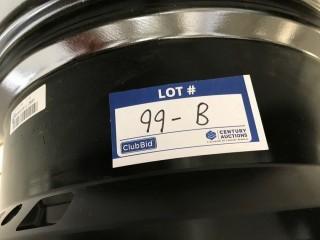 LOT #
99-B
ClubBid
CENTURY
AUCTIONS